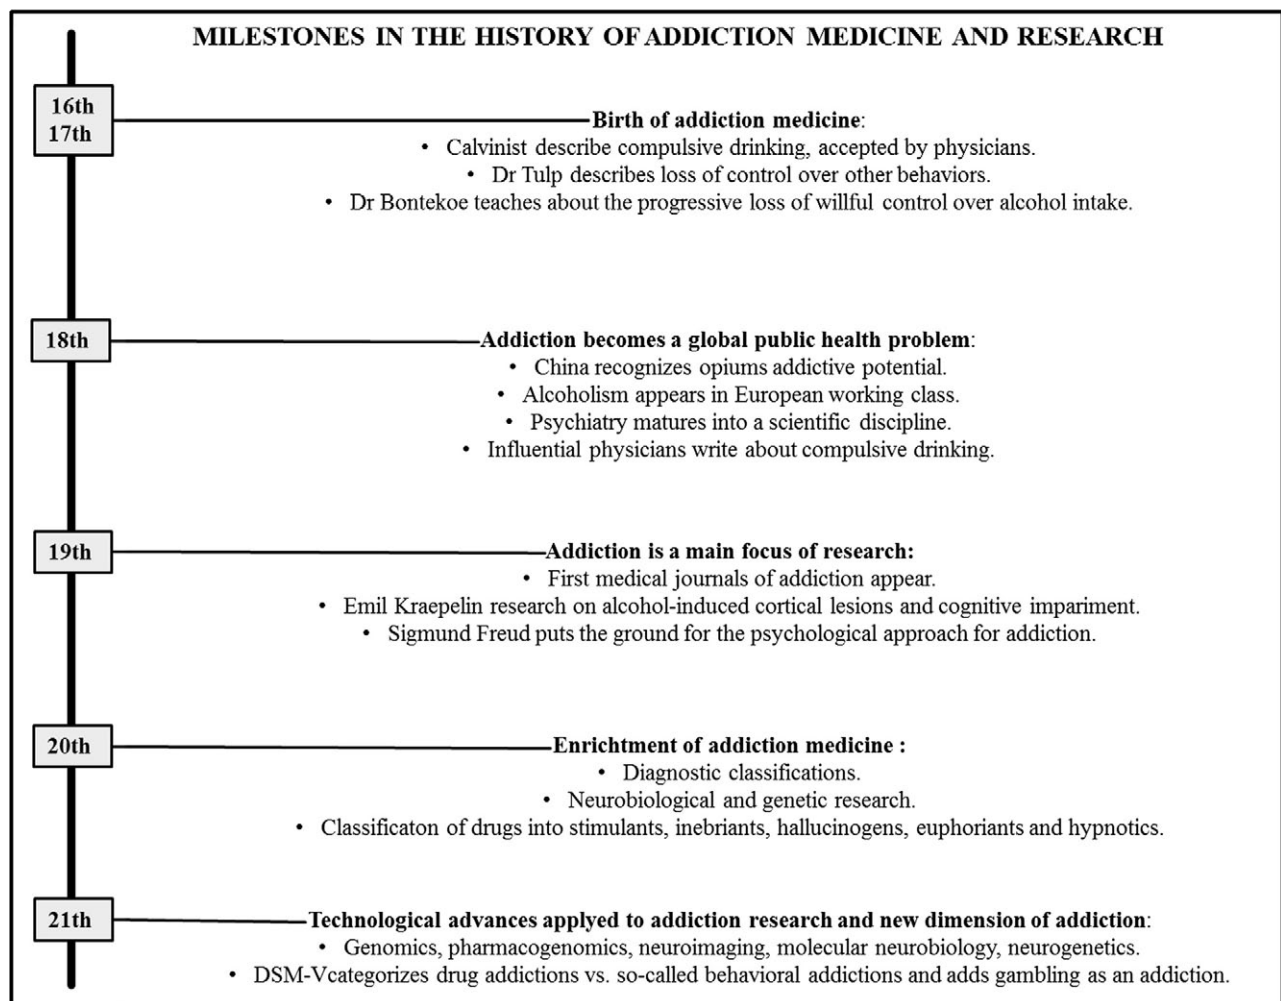 MILESTONES IN THE HISTORY OF ADDICTION MEDICINE AND RESEARCH
16th
17th
Birth of addiction medicine:
• Calvinist describe compulsive drinking, accepted by physicians.
• Dr Tulp describes loss of control over other behaviors.
• Dr Bontekoe teaches about the progressive loss of willful control over alcohol intake.
18th
Addiction becomes a global public health problem:
• China recognizes opiums addictive potential.
• Alcoholism appears in European working class.
• Psychiatry matures into a scientific discipline.
• Influential physicians write about compulsive drinking.
19th
Addiction is a main focus of research:
• First medical journals of addiction appear.
• Emil Kraepelin research on alcohol-induced cortical lesions and cognitive impariment.
• Sigmund Freud puts the ground for the psychological approach for addiction.
20th
Enrichtment of addiction medicine :
• Diagnostic classifications.
• Neurobiological and genetic research.
• Classificaton of drugs into stimulants, inebriants, hallucinogens, euphoriants and hypnotics.
21th
Technological advances applyed to addiction research and new dimension of addiction:
• Genomics, pharmacogenomics, neuroimaging, molecular neurobiology, neurogenetics.
• DSM-Vcategorizes drug addictions vs. so-called behavioral addictions and adds gambling as an addiction.